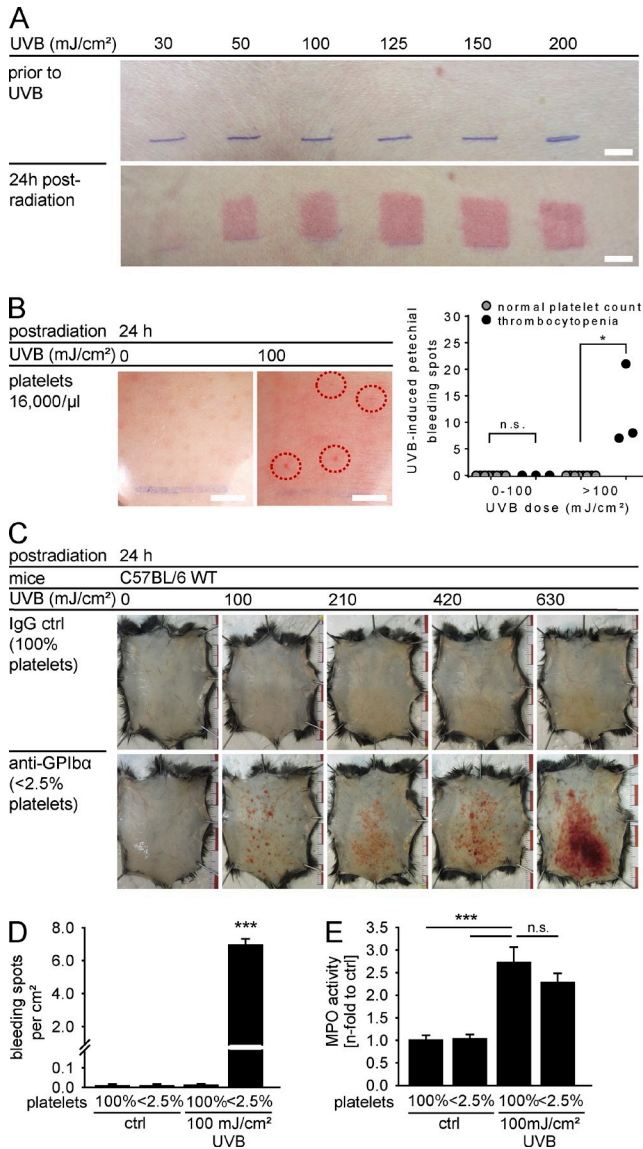 A
UVB (mJ/cm²) 30 50 100 125 150 200
prior to
UVB
24h post-
radiation
B
postradiation 24 h
UVB (mJ/cm²) 0 100
platelets
16,000/µl
normal platelet count
thrombocytopenia
UVB-induced petechial
bleeding spots
30
25
20
15
10
5
0
n.s.
*
0-100 >100
UVB dose (mJ/cm²)
C
postradiation 24 h
mice C57BL/6 WT
UVB (mJ/cm²) 0 100 210 420 630
IgG ctrl
(100%
platelets)
anti-GPIbα
(<2.5%
platelets)
D
bleeding spots
per cm²
8.0
6.0
4.0
2.0
0.1
0.0
***
platelets 100% <2.5% 100% <2.5%
ctrl 100 mJ/cm²
UVB
E
MPO activity
[n-fold to ctrl]
3.5
3.0
2.5
2.0
1.5
1.0
0.5
0.0
***
n.s.
platelets 100% <2.5% 100% <2.5%
ctrl 100mJ/cm²
UVB